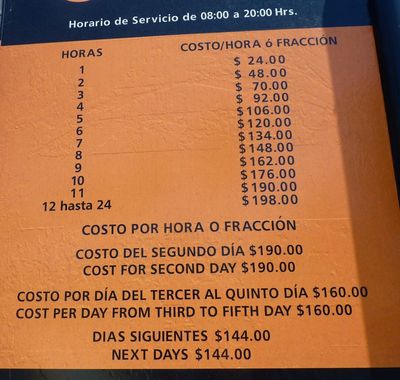 Horario de Servicio de 08:00 a 20:00 Hrs.
HORAS COSTO/HORA ó FRACCIÓN
1 $ 24.00
2 $ 48.00
3 $ 70.00
4 $ 92.00
5 $106.00
6 $120.00
7 $134.00
8 $148.00
9 $162.00
10 $176.00
11 $190.00
12 hasta 24 $198.00
COSTO POR HORA O FRACCIÓN
COSTO DEL SEGUNDO DÍA $190.00
COST FOR SECOND DAY $190.00
COSTO POR DÍA DEL TERCER AL QUINTO DÍA $160.00
COST PER DAY FROM THIRD TO FIFTH DAY $160.00
DIAS SIGUIENTES $144.00
NEXT DAYS $144.00